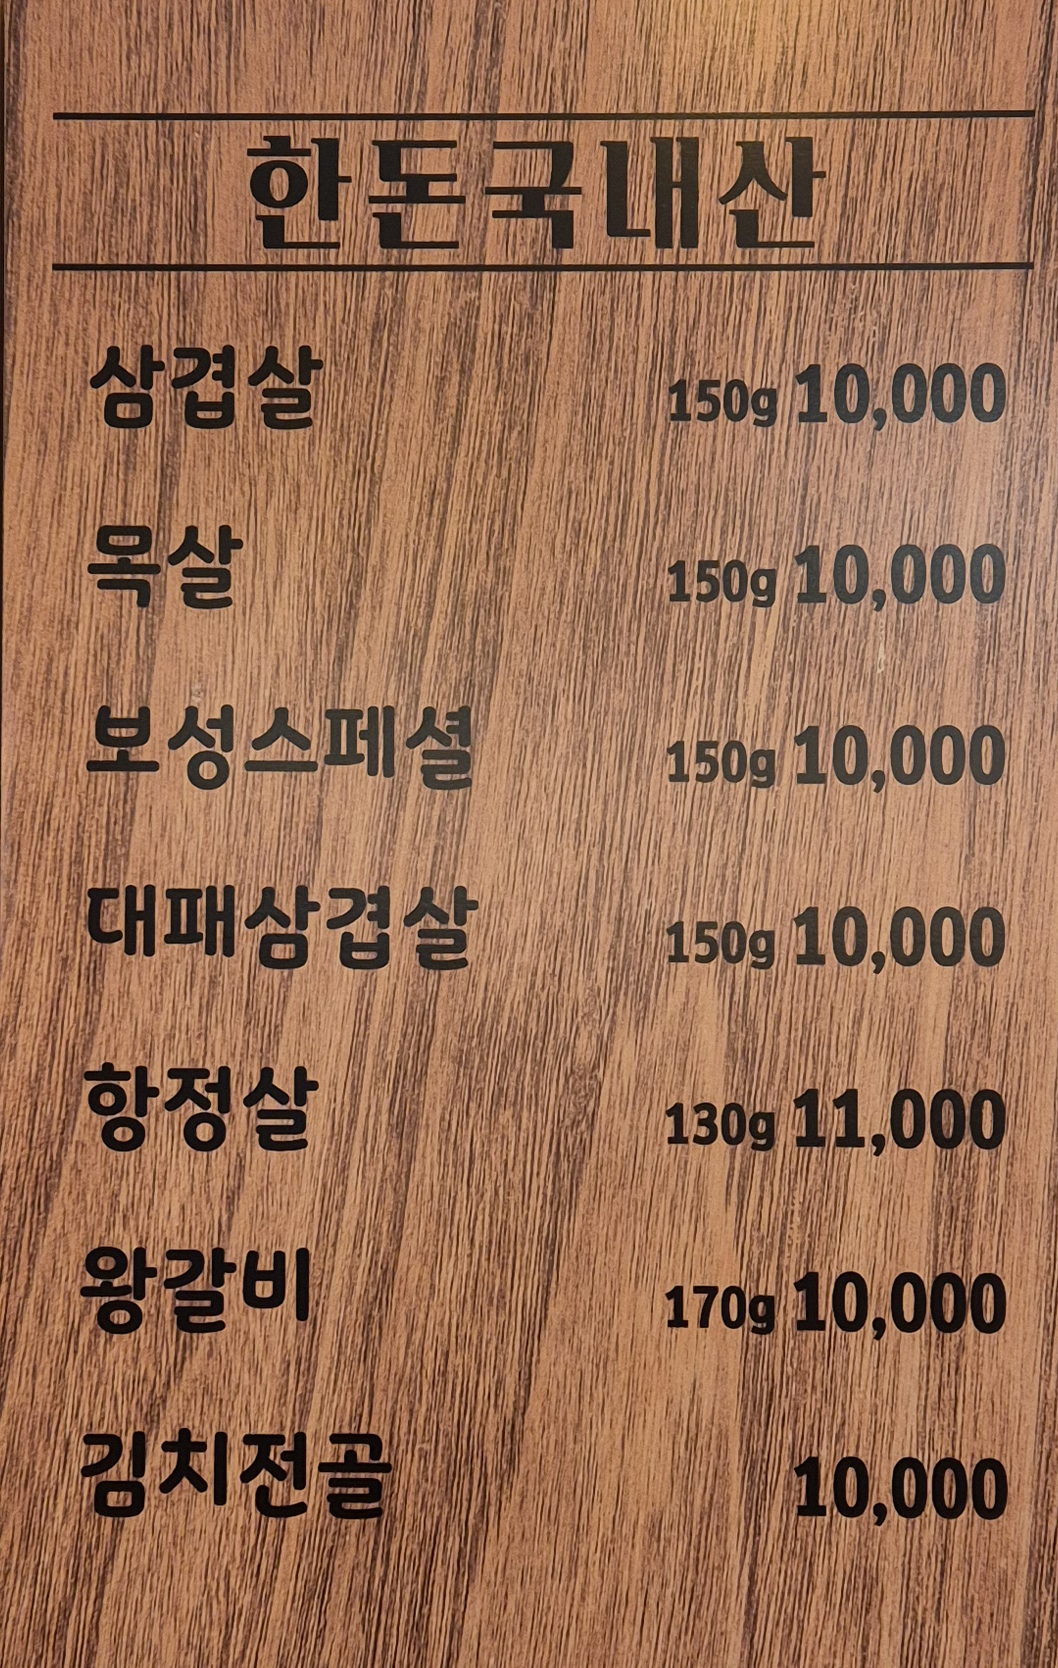 한돈국내산
삼겹살 150g 10,000
목살 150g 10,000
보성스페셜 150g 10,000
대패삼겹살 150g 10,000
항정살 130g 11,000
왕갈비 170g 10,000
김치전골 10,000